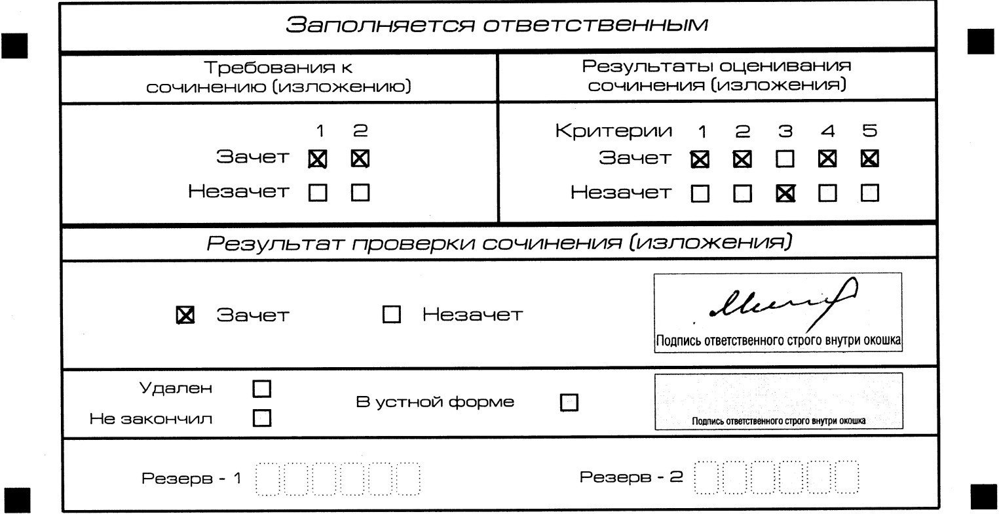 Заполняется ответственным
Требования к
сочинению (изложению)
Результаты оценивания
сочинения (изложения)
1 2
Зачет
Незачет
Критерии 1 2 3 4 5
Зачет
Незачет
Результат проверки сочинения (изложения)
Зачет
Незачет
Подпись ответственного строго внутри окошка
Удален
Не закончил
В устной форме
Подпись ответственного строго внутри окошка
Резерв - 1
Резерв - 2